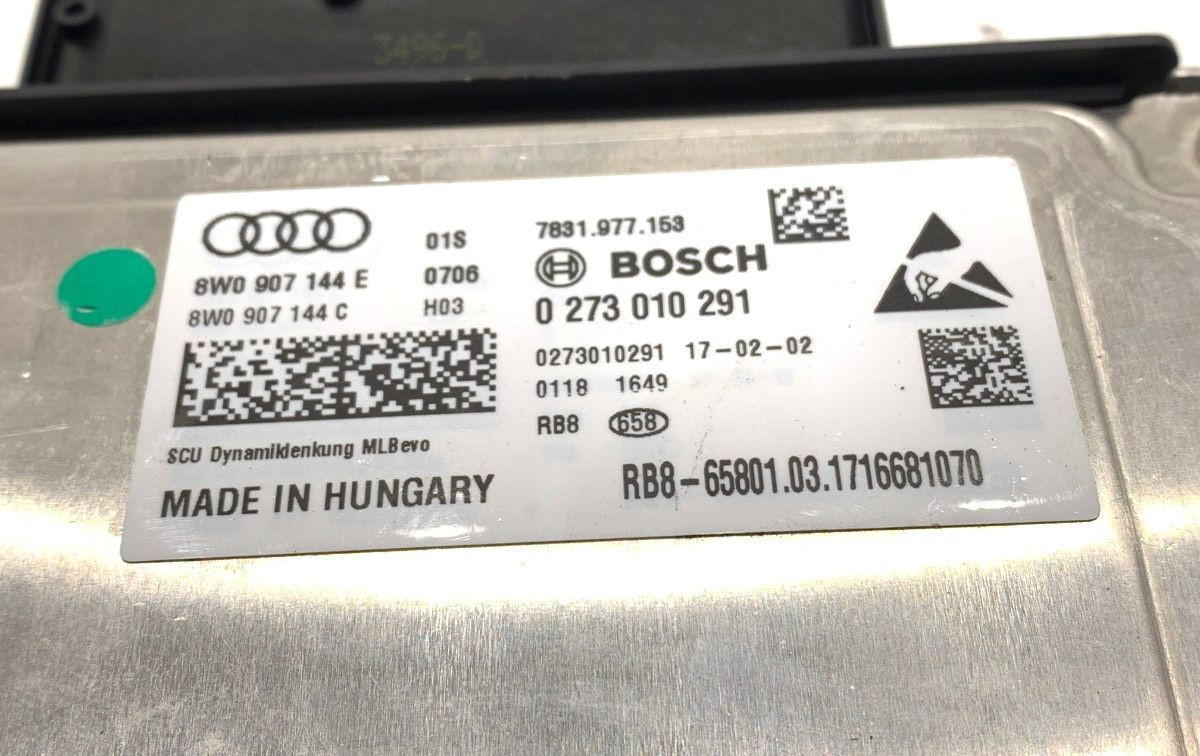 3496-D
01S
8W0 907 144 E 0706
8W0 907 144 C H03
SCU Dynamiklenkung MLBevo
MADE IN HUNGARY
7831.977.153
BOSCH
0 273 010 291
0273010291 17-02-02
0118 1649
RB8 658
RB8-65801.03.1716681070